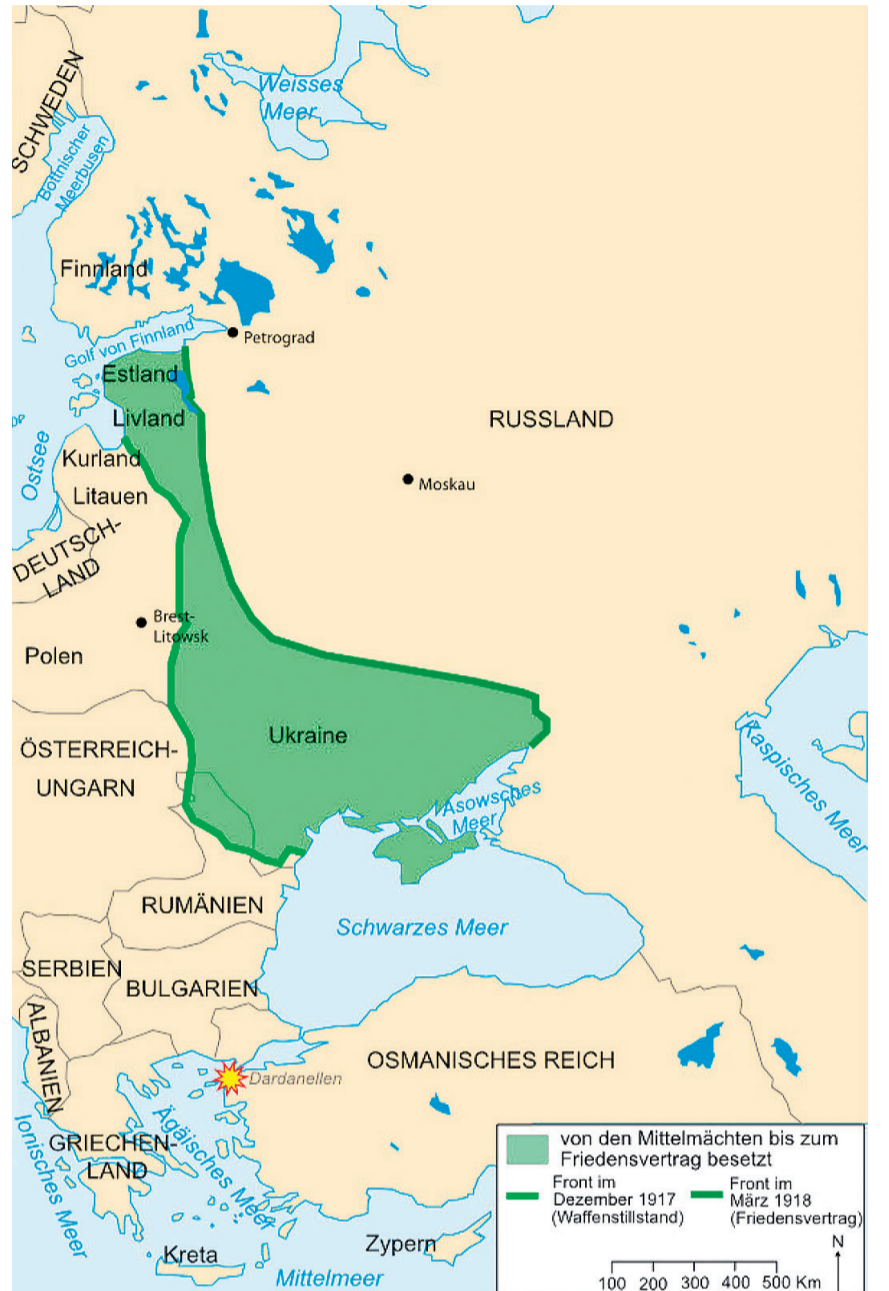 SCHWEDEN
Bottnischer
Meerbusen
Weisses
Meer
Finnland
Golf von Finnland
Petrograd
Estland
Livland
Ostsee
Kurland
Litauen
RUSSLAND
Moskau
DEUTSCH-
LAND
Brest-
Litowsk
Polen
ÖSTERREICH-
UNGARN
Ukraine
Asowsches
Meer
Kaspisches Meer
RUMÄNIEN
Schwarzes Meer
SERBIEN
BULGARIEN
ALBANIEN
OSMANISCHES REICH
Dardanellen
Ionisches Meer
GRIECHEN-
LAND
Ägäisches Meer
Kreta
Zypern
Mittelmeer
von den Mittelmächten bis zum
Friedensvertrag besetzt
Front im
Dezember 1917
(Waffenstillstand)
Front im
März 1918
(Friedensvertrag)
N
100 200 300 400 500 Km